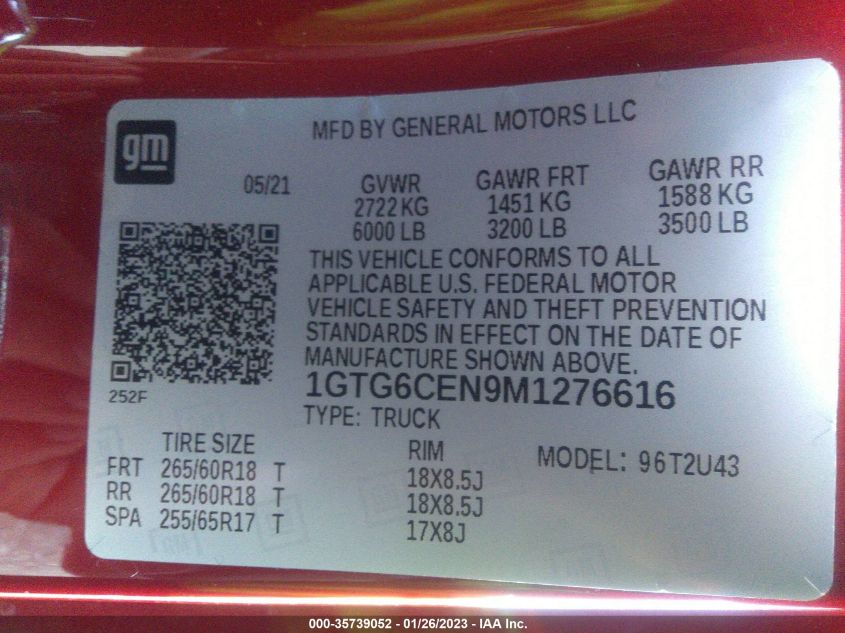 gm
MFD BY GENERAL MOTORS LLC
05/21
GVWR
2722 KG
6000 LB
GAWR FRT
1451 KG
3200 LB
GAWR RR
1588 KG
3500 LB
THIS VEHICLE CONFORMS TO ALL
APPLICABLE U.S. FEDERAL MOTOR
VEHICLE SAFETY AND THEFT PREVENTION
STANDARDS IN EFFECT ON THE DATE OF
MANUFACTURE SHOWN ABOVE.
252F
1GTG6CEN9M1276616
TYPE: TRUCK
TIRE SIZE RIM MODEL: 96T2U43
FRT 265/60R18 T 18X8.5J
RR 265/60R18 T 18X8.5J
SPA 255/65R17 T 17X8J
000-35739052 — 01/26/2023 — IAA Inc.